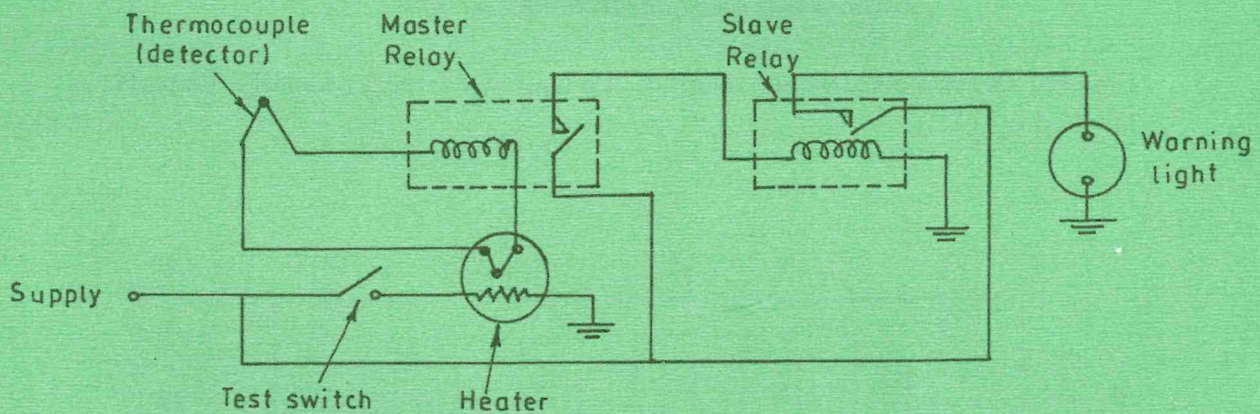 Thermocouple
(detector)
Master
Relay
Slave
Relay
Warning
light
Supply
Test switch
Heater